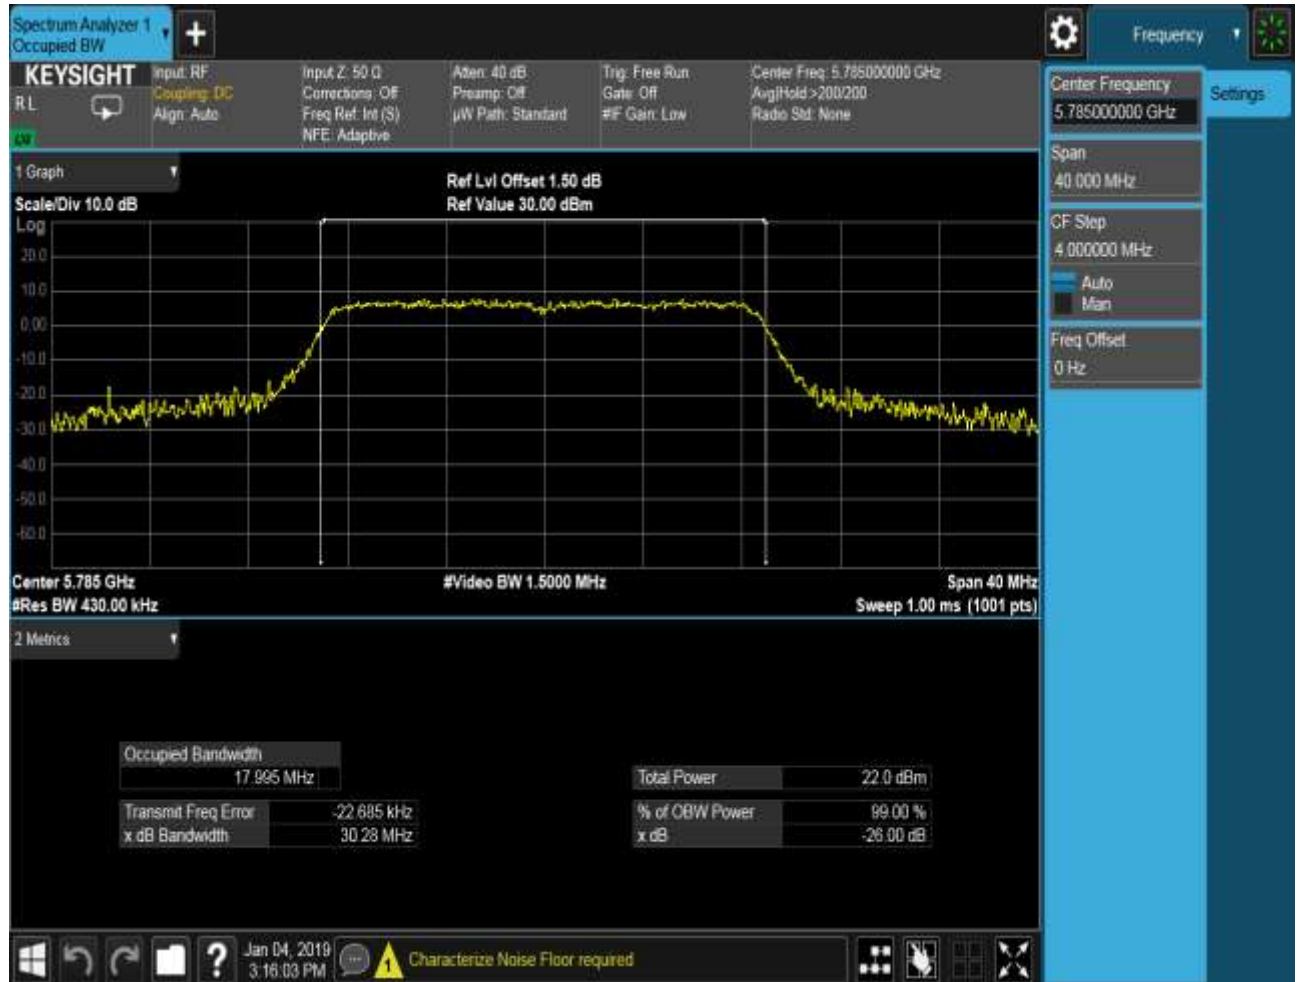 Spectrum Analyzer 1
Occupied BW
+
Frequency
KEYSIGHT
RL
LXI
Input: RF
Coupling: DC
Align: Auto
Input Z: 50 Ω
Corrections: Off
Freq Ref: Int (S)
NFE: Adaptive
Atten: 40 dB
Preamp: Off
µW Path: Standard
Trig: Free Run
Gate: Off
#IF Gain: Low
Center Freq: 5.785000000 GHz
Avg|Hold:>200/200
Radio Std: None
Center Frequency
5.785000000 GHz
Settings
Span
40.000 MHz
CF Step
4.000000 MHz
Auto
Man
Freq Offset
0 Hz
1 Graph
Scale/Div 10.0 dB
Ref Lvl Offset 1.50 dB
Ref Value 30.00 dBm
Log
20.0
10.0
0.00
-10.0
-20.0
-30.0
-40.0
-50.0
-60.0
Center 5.785 GHz
#Video BW 1.5000 MHz
Span 40 MHz
#Res BW 430.00 kHz
Sweep 1.00 ms (1001 pts)
2 Metrics
Occupied Bandwidth
17.995 MHz
Total Power 22.0 dBm
Transmit Freq Error -22.685 kHz
% of OBW Power 99.00 %
x dB Bandwidth 30.28 MHz
x dB -26.00 dB
?
Jan 04, 2019
3:16:03 PM
1
Characterize Noise Floor required